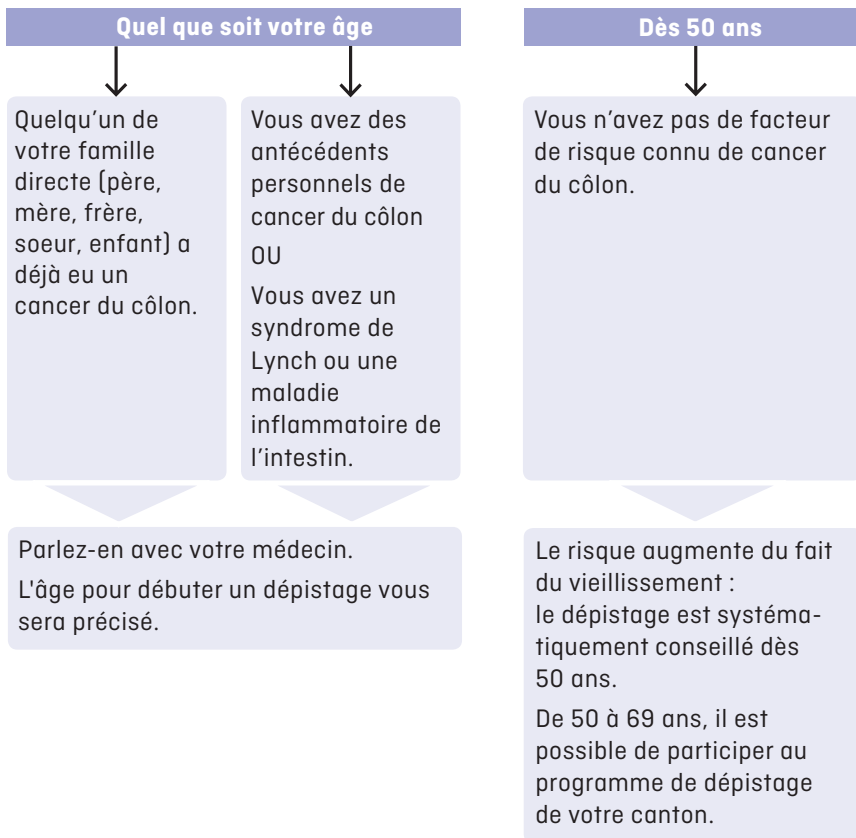 Quel que soit votre âge
Quelqu’un de
votre famille
directe (père,
mère, frère,
soeur, enfant) a
déjà eu un
cancer du côlon.
Vous avez des
antécédents
personnels de
cancer du côlon
OU
Vous avez un
syndrome de
Lynch ou une
maladie
inflammatoire de
l’intestin.
Parlez-en avec votre médecin.
L'âge pour débuter un dépistage vous
sera précisé.
Dès 50 ans
Vous n’avez pas de facteur
de risque connu de cancer
du côlon.
Le risque augmente du fait
du vieillissement :
le dépistage est systéma-
tiquement conseillé dès
50 ans.
De 50 à 69 ans, il est
possible de participer au
programme de dépistage
de votre canton.